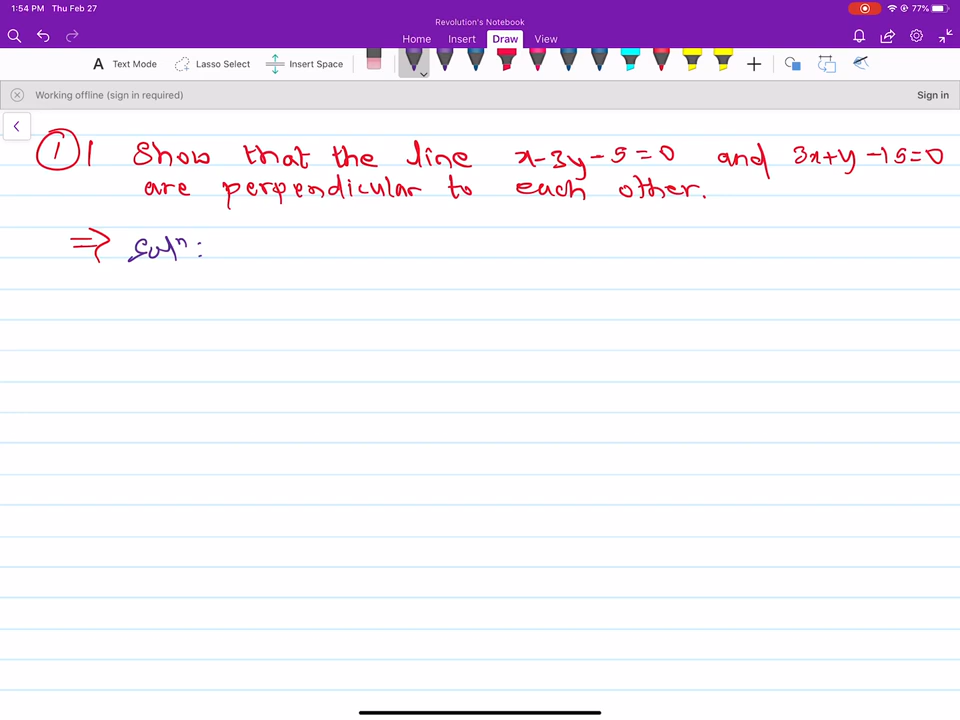 1:54 PM Thu Feb 27
77%
Revolution's Notebook
Home Insert Draw View
A Text Mode Lasso Select Insert Space
Working offline (sign in required) Sign in
① 1 Show that the line x-3y-5=0 and 3x+y-15=0
are perpendicular to each other.
⇒ Solⁿ: